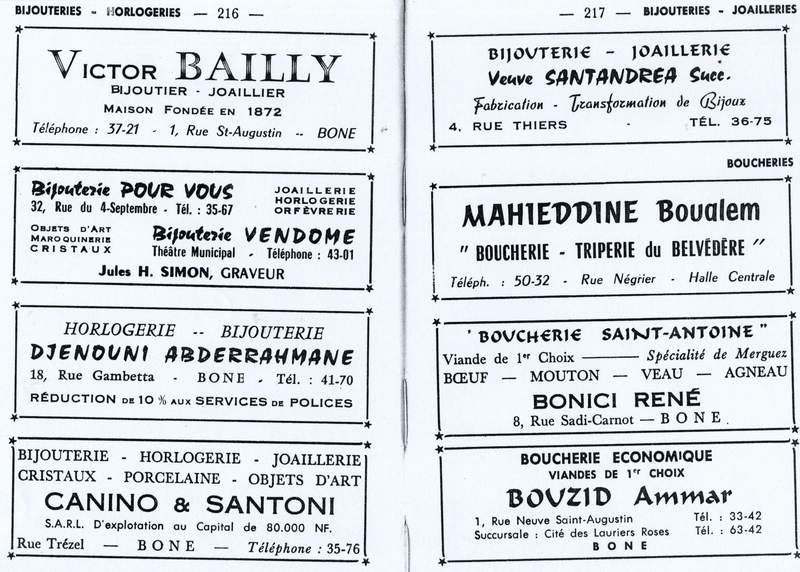 BIJOUTERIES - HORLOGERIES — 216 —
VICTOR BAILLY
BIJOUTIER - JOAILLIER
MAISON FONDÉE EN 1872
Téléphone : 37-21 - 1, Rue St-Augustin -- BONE
Bijouterie POUR VOUS
32, Rue du 4-Septembre - Tél. : 35-67
JOAILLERIE
HORLOGERIE
ORFÈVRERIE
OBJETS D'ART
MAROQUINERIE
CRISTAUX
Bijouterie VENDOME
Théâtre Municipal - Téléphone : 43-01
Jules H. SIMON, GRAVEUR
HORLOGERIE -- BIJOUTERIE
DJENOUNI ABDERRAHMANE
18, Rue Gambetta - BONE - Tél. : 41-70
RÉDUCTION DE 10 % AUX SERVICES DE POLICES
BIJOUTERIE - HORLOGERIE - JOAILLERIE
CRISTAUX - PORCELAINE - OBJETS D'ART
CANINO & SANTONI
S.A.R.L. D'explotation au Capital de 80.000 NF.
Rue Trézel — BONE — Téléphone : 35-76
— 217 — BIJOUTERIES - JOAILLERIES
BIJOUTERIE - JOAILLERIE
Veuve SANTANDREA Succ.
Fabrication - Transformation de Bijoux
4, RUE THIERS - TÉL. 36-75
BOUCHERIES
MAHIEDDINE Boualem
" BOUCHERIE - TRIPERIE du BELVÉDÈRE "
Téléph. : 50-32 - Rue Négrier - Halle Centrale
' BOUCHERIE SAINT-ANTOINE "
Viande de 1er Choix ——— Spécialité de Merguez
BŒUF — MOUTON — VEAU — AGNEAU
BONICI RENÉ
8, Rue Sadi-Carnot — BONE
BOUCHERIE ECONOMIQUE
VIANDES DE 1er CHOIX
BOUZID Ammar
1, Rue Neuve Saint-Augustin Tél. : 33-42
Succursale : Cité des Lauriers Roses Tél. : 63-42
BONE